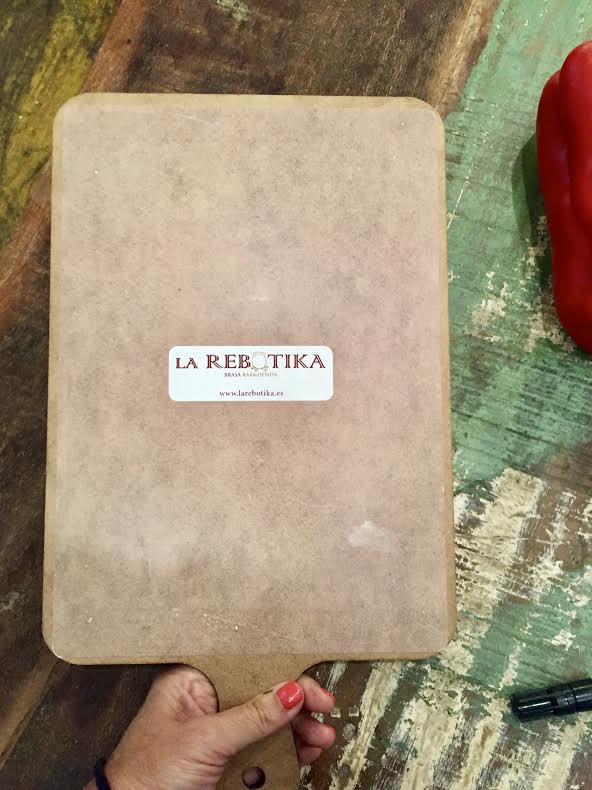 LA REBOTIKA
BRASA BAR&DENDA
www.larebotika.es